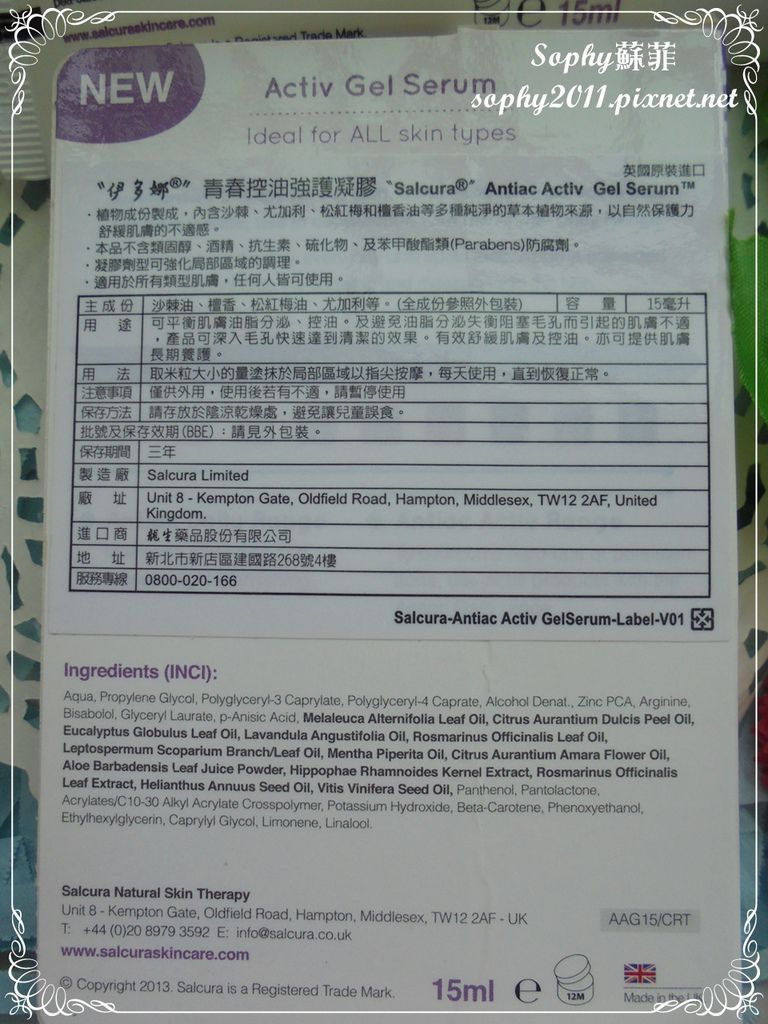 www.salcuraskincare.com
a Registered Trade Mark.
12M e 15ml
Sophy蘇菲
sophy2011.pixnet.net
NEW
Activ Gel Serum
Ideal for ALL skin types
英國原裝進口
"伊多娜®" 青春控油強護凝膠 "Salcura®" Antiac Activ Gel Serum™
·植物成份製成,內含沙棘、尤加利、松紅梅和檀香油等多種純淨的草本植物來源,以自然保護力
舒緩肌膚的不適感。
·本品不含類固醇、酒精、抗生素、硫化物、及苯甲酸酯類(Parabens)防腐劑。
·凝膠劑型可強化局部區域的調理。
·適用於所有類型肌膚,任何人皆可使用。
主成份 沙棘油、檀香、松紅梅油、尤加利等。(全成份參照外包裝) 容量 15毫升
用途 可平衡肌膚油脂分泌、控油。及避免油脂分泌失衡阻塞毛孔而引起的肌膚不適
,產品可深入毛孔快速達到清潔的效果。有效舒緩肌膚及控油。亦可提供肌膚
長期養護。
用法 取米粒大小的量塗抹於局部區域以指尖按摩,每天使用,直到恢復正常。
注意事項 僅供外用,使用後若有不適,請暫停使用
保存方法 請存放於陰涼乾燥處,避免讓兒童誤食。
批號及保存效期(BBE):請見外包裝。
保存期間 三年
製造廠 Salcura Limited
廠址 Unit 8 - Kempton Gate, Oldfield Road, Hampton, Middlesex, TW12 2AF, United
Kingdom.
進口商 親生藥品股份有限公司
地址 新北市新店區建國路268號4樓
服務專線 0800-020-166
Salcura-Antiac Activ GelSerum-Label-V01
Ingredients (INCI):
Aqua, Propylene Glycol, Polyglyceryl-3 Caprylate, Polyglyceryl-4 Caprate, Alcohol Denat., Zinc PCA, Arginine,
Bisabolol, Glyceryl Laurate, p-Anisic Acid, Melaleuca Alternifolia Leaf Oil, Citrus Aurantium Dulcis Peel Oil,
Eucalyptus Globulus Leaf Oil, Lavandula Angustifolia Oil, Rosmarinus Officinalis Leaf Oil,
Leptospermum Scoparium Branch/Leaf Oil, Mentha Piperita Oil, Citrus Aurantium Amara Flower Oil,
Aloe Barbadensis Leaf Juice Powder, Hippophae Rhamnoides Kernel Extract, Rosmarinus Officinalis
Leaf Extract, Helianthus Annuus Seed Oil, Vitis Vinifera Seed Oil, Panthenol, Pantolactone,
Acrylates/C10-30 Alkyl Acrylate Crosspolymer, Potassium Hydroxide, Beta-Carotene, Phenoxyethanol,
Ethylhexylglycerin, Caprylyl Glycol, Limonene, Linalool.
Salcura Natural Skin Therapy
Unit 8 - Kempton Gate, Oldfield Road, Hampton, Middlesex, TW12 2AF - UK
T: +44 (0)20 8979 3592 E: info@salcura.co.uk
AAG15/CRT
www.salcuraskincare.com
© Copyright 2013. Salcura is a Registered Trade Mark.
15ml e 12M
Made in the UK